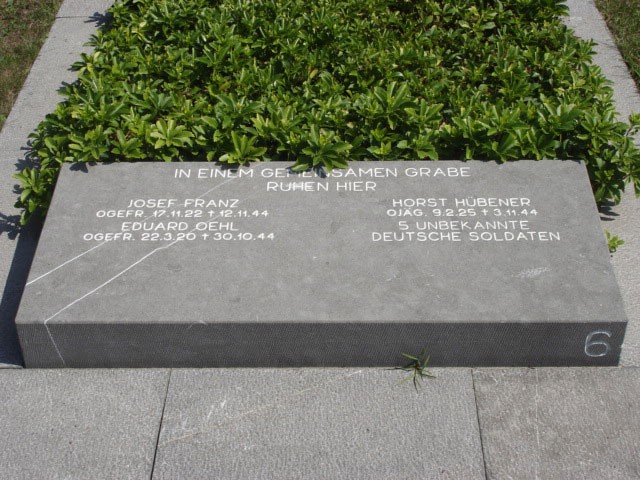 IN EINEM GEMEINSAMEN GRABE
RUHEN HIER
JOSEF FRANZ
OGEFR. 17.11.22 + 12.11.44
EDUARD OEHL
OGEFR. 22.3.20 + 30.10.44
HORST HÜBENER
OJÄG. 9.2.25 + 3.11.44
5 UNBEKANNTE
DEUTSCHE SOLDATEN
6